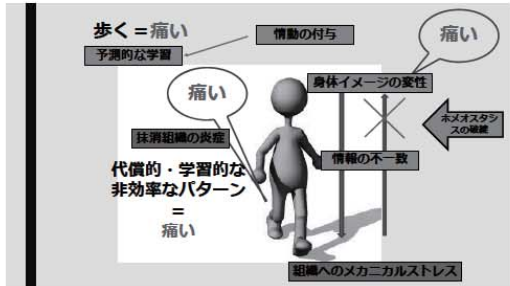 歩く＝痛い
情動の付与
予測的な学習
痛い
身体イメージの変性
痛い
ホメオスタシ
スの破綻
抹消組織の炎症
情報の不一致
代償的・学習的な
非効率なパターン
＝
痛い
組織へのメカニカルストレス